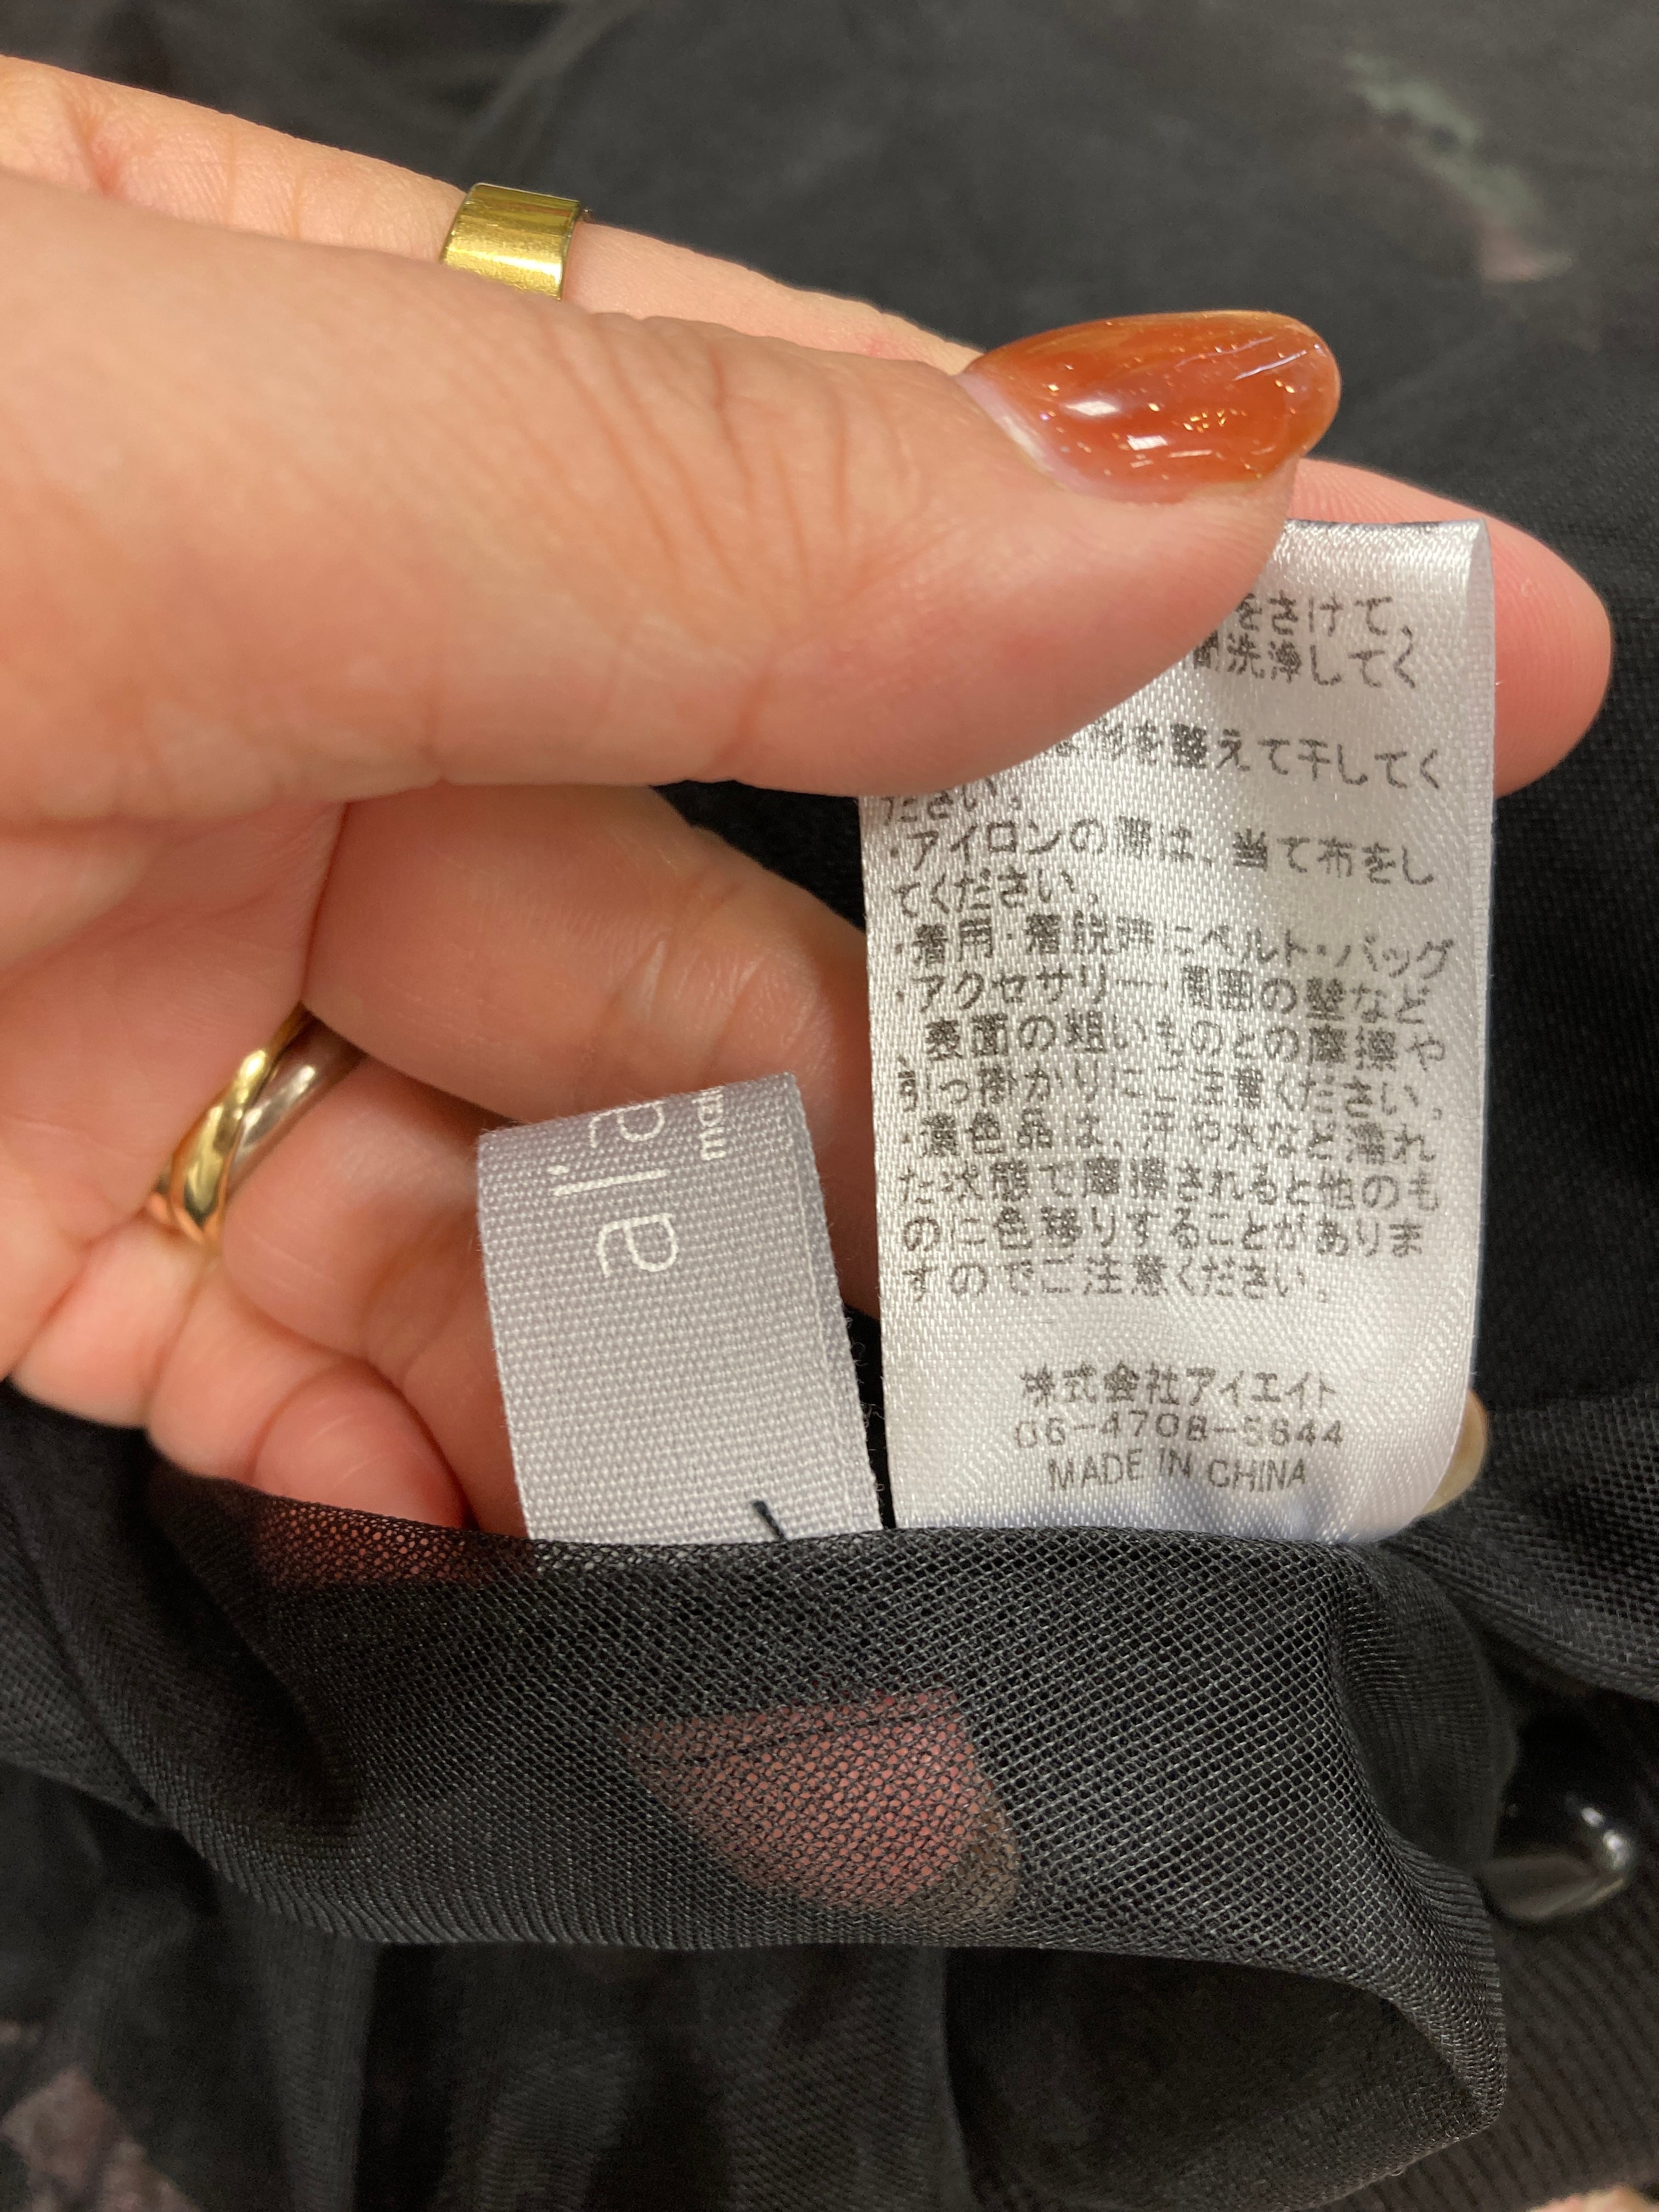 をさけて、
洗浄してく
形を整えて干してく
ださい。
・アイロンの際は、当て布をし
てください。
・着用・着脱時にベルト・バッグ
・アクセサリー・周囲の壁など
、表面の粗いものとの摩擦や
引っ掛かりにご注意ください。
・濃色品は、汗や水など濡れ
た状態で摩擦されると他のも
のに色移りすることがありま
すのでご注意ください。
株式会社アイエイト
06-4708-5844
MADE IN CHINA